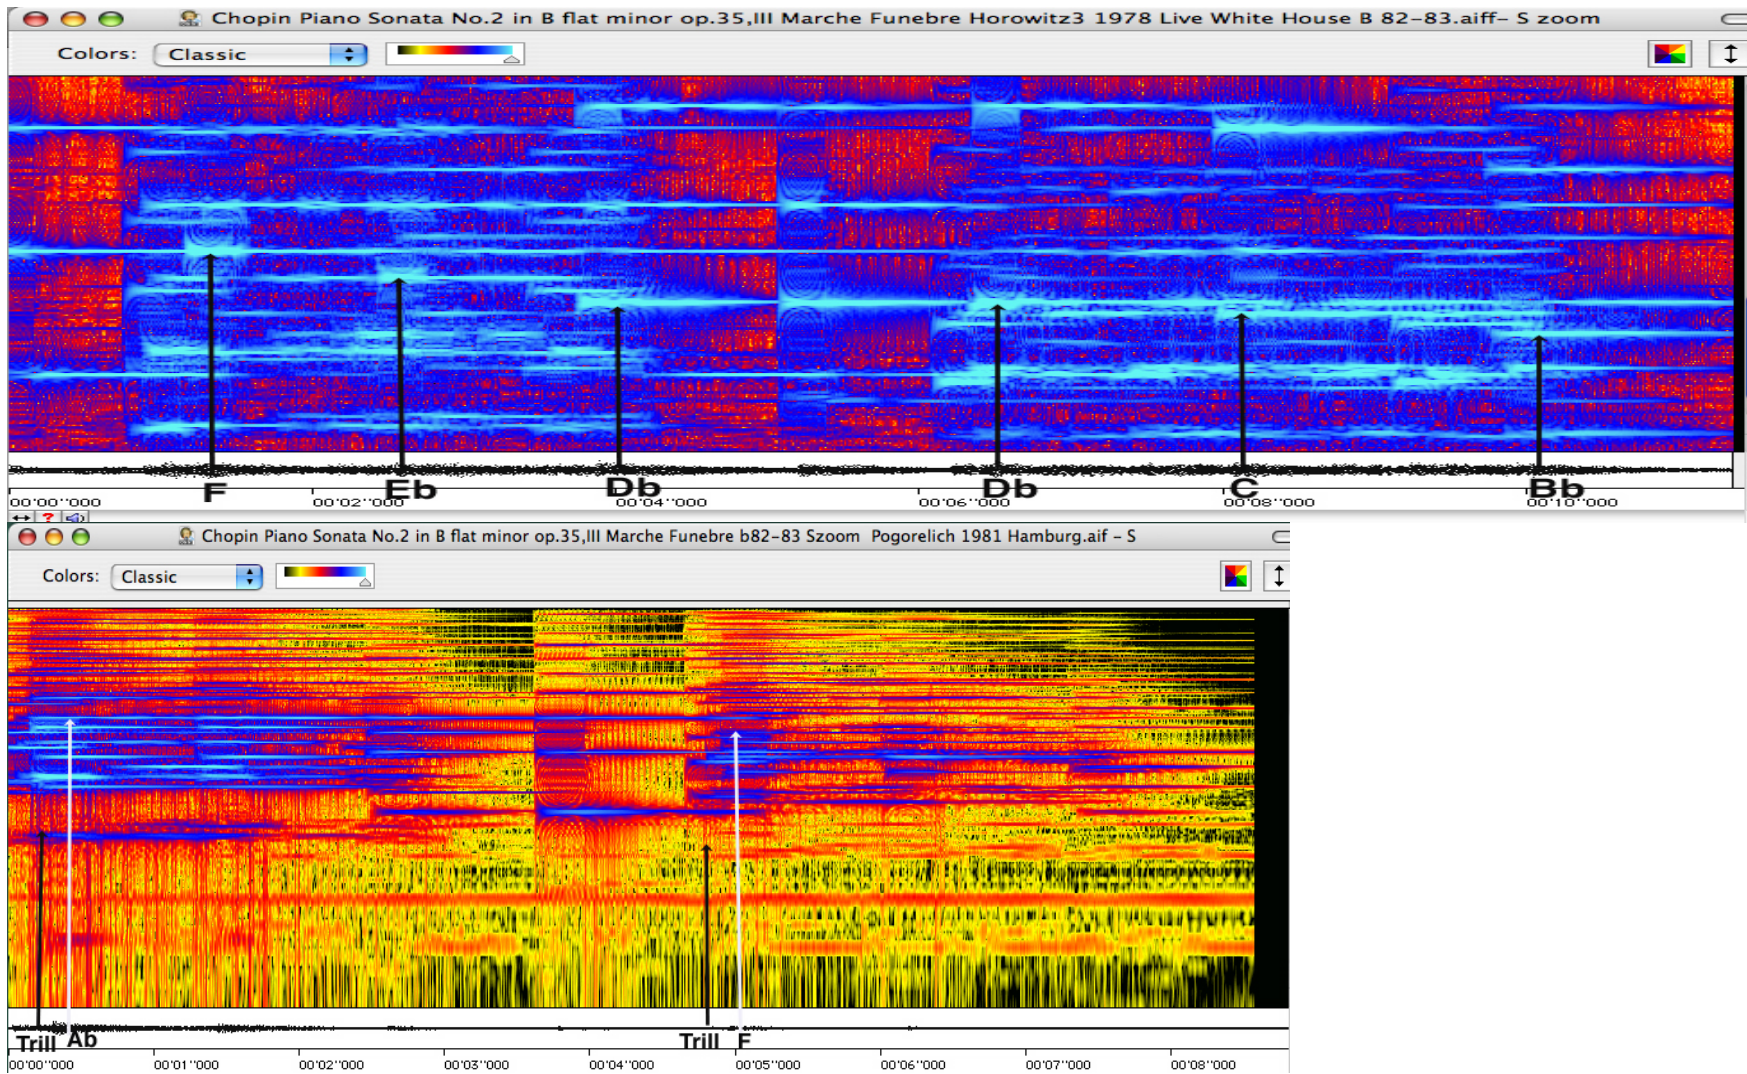 Chopin Piano Sonata No.2 in B flat minor op.35,III Marche Funebre Horowitz3 1978 Live White House B 82-83.aiff- S zoom
Colors: Classic
F Eb Db Db C Bb
00'00''000 00'02''000 00'04''000 00'06''000 00'08''000 00'10''000
?
Chopin Piano Sonata No.2 in B flat minor op.35,III Marche Funebre b82-83 Szoom Pogorelich 1981 Hamburg.aif - S
Colors: Classic
Trill Ab Trill F
00'00''000 00'01''000 00'02''000 00'03''000 00'04''000 00'05''000 00'06''000 00'07''000 00'08''000